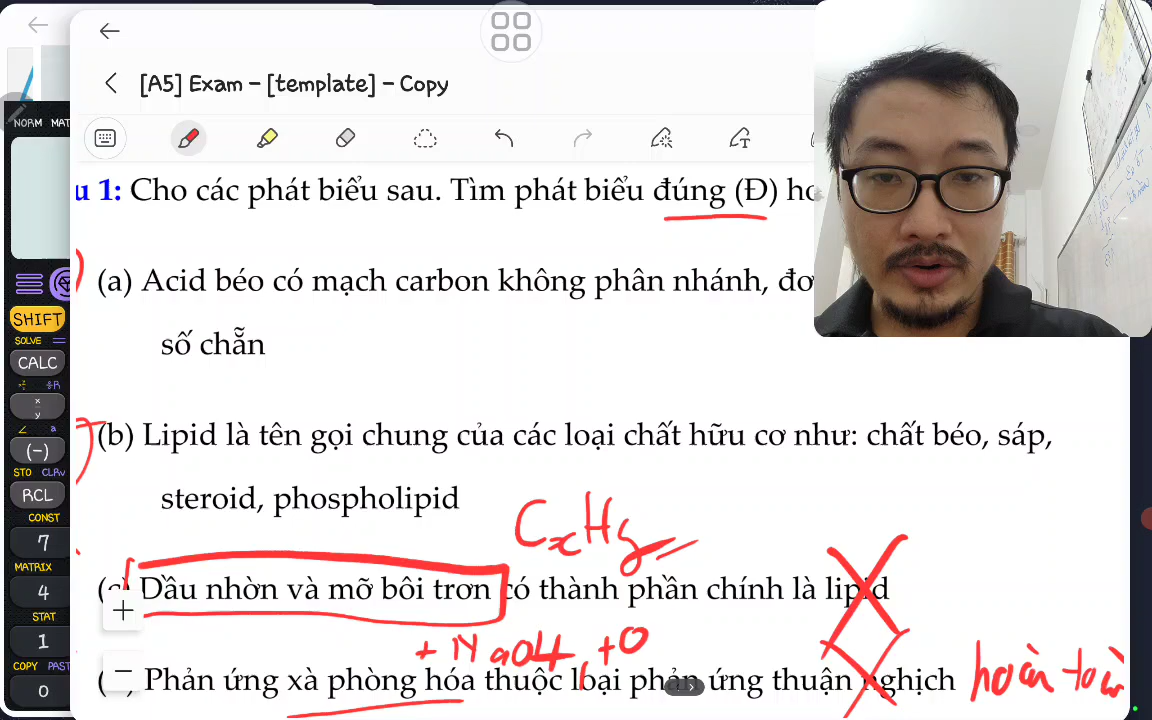 [A5] Exam – [template] – Copy
NORM MAT
u 1: Cho các phát biểu sau. Tìm phát biểu đúng (Đ) ho
(a) Acid béo có mạch carbon không phân nhánh, đơ
số chẵn
(b) Lipid là tên gọi chung của các loại chất hữu cơ như: chất béo, sáp,
steroid, phospholipid
CxHy
(c) Dầu nhờn và mỡ bôi trơn có thành phần chính là lipid
+ NaOH, t0
( Phản ứng xà phòng hóa thuộc loại phản ứng thuận nghịch hoàn toàn
SHIFT
SOLVE =
CALC
x
y
(−)
STO CLRv
RCL
CONST
7
MATRIX
4
STAT
1
COPY PAST
0